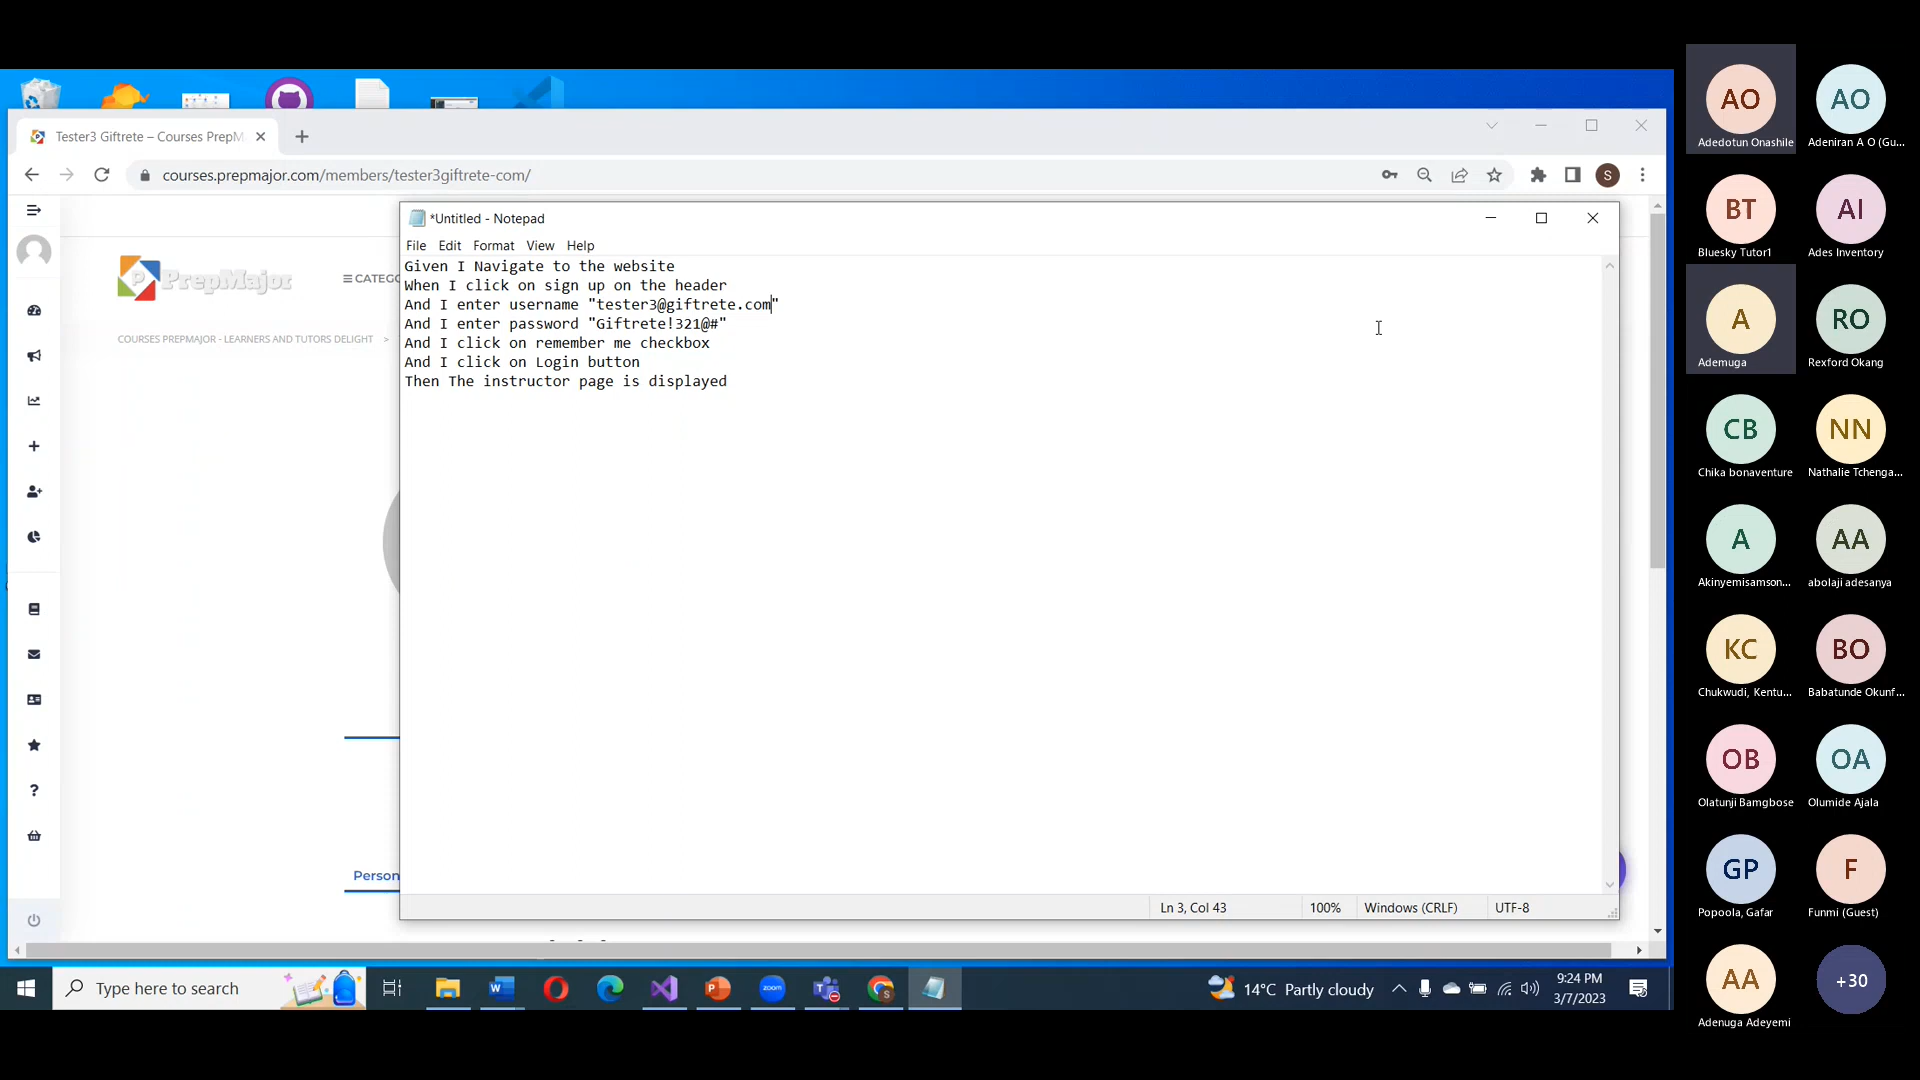 AO
Adedotun Onashile
AO
Adeniran A O (Gu...
Tester3 Giftrete – Courses PrepM
courses.prepmajor.com/members/tester3giftrete-com/
S
BT
Bluesky Tutor1
AI
Ades Inventory
*Untitled - Notepad
File Edit Format View Help
Given I Navigate to the website
When I click on sign up on the header
And I enter username "tester3@giftrete.com"
And I enter password "Giftrete!321@#"
And I click on remember me checkbox
And I click on Login button
Then The instructor page is displayed
P PrepMajor
CATEG
COURSES PREPMAJOR - LEARNERS AND TUTORS DELIGHT >
Person
A
Ademuga
RO
Rexford Okang
CB
Chika bonaventure
NN
Nathalie Tchenga...
A
Akinyemisamson...
AA
abolaji adesanya
KC
Chukwudi, Kentu...
BO
Babatunde Okunf...
OB
Olatunji Bamgbose
OA
Olumide Ajala
GP
Popoola, Gafar
F
Funmi (Guest)
AA
Adenuga Adeyemi
+30
Ln 3, Col 43
100%
Windows (CRLF)
UTF-8
Type here to search
zoom
14°C Partly cloudy
9:24 PM
3/7/2023